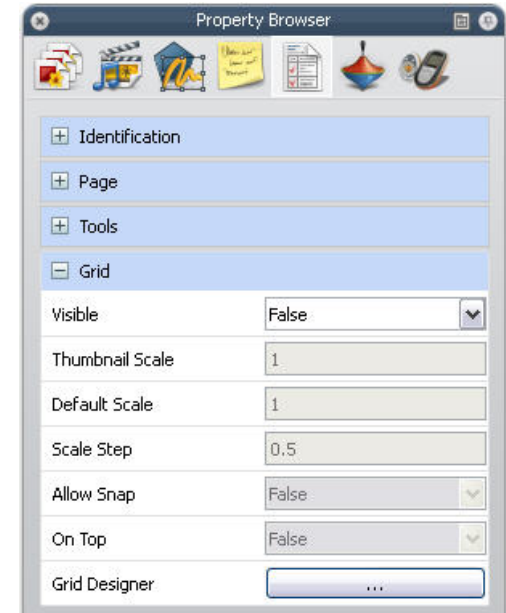 Property Browser
Identification
Page
Tools
Grid
Visible False
Thumbnail Scale 1
Default Scale 1
Scale Step 0.5
Allow Snap False
On Top False
Grid Designer ...